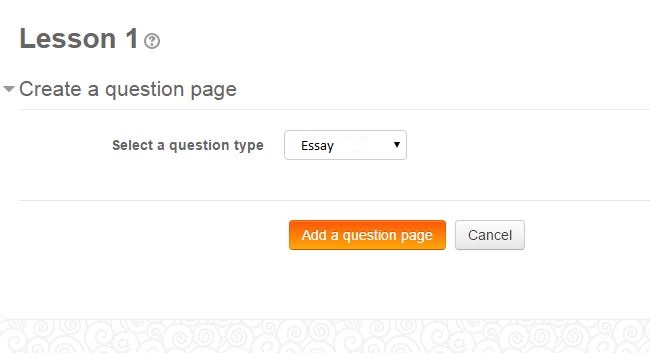 Lesson 1
Create a question page
Select a question type Essay
Add a question page Cancel